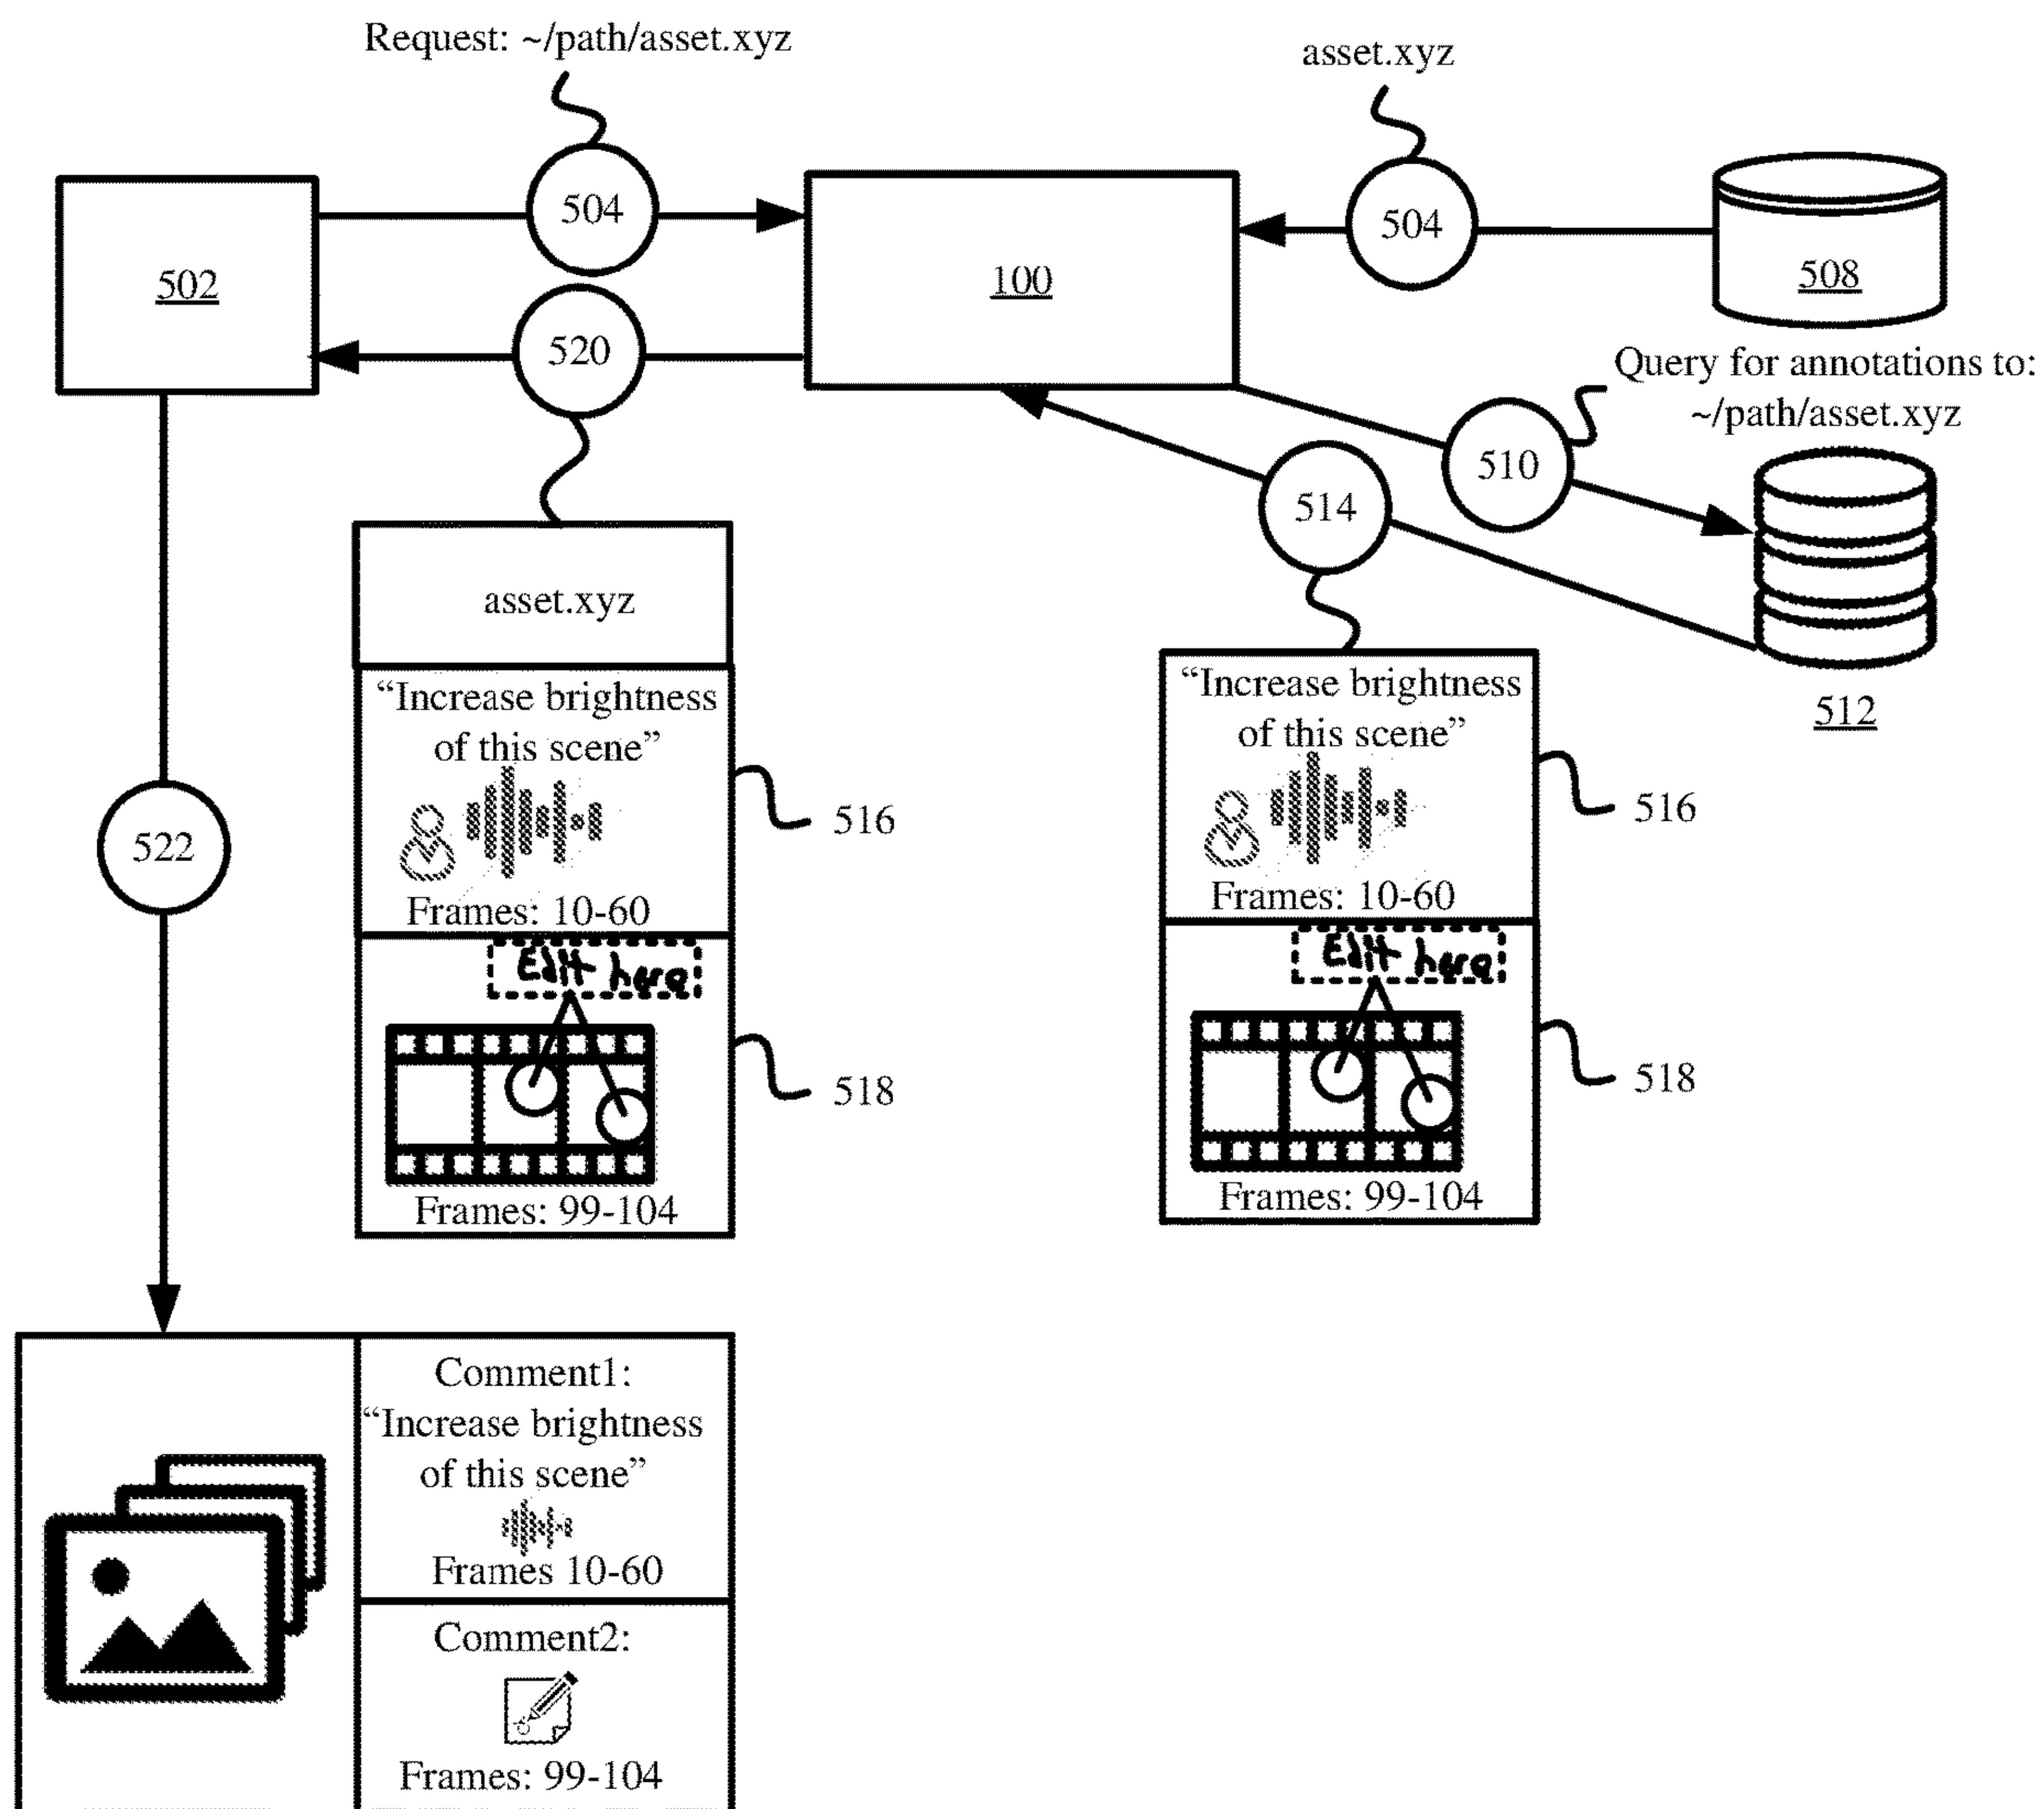 Request: ~/path/asset.xyz
asset.xyz
504
504
502
100
508
520
Query for annotations to:
~/path/asset.xyz
510
514
512
asset.xyz
“Increase brightness
of this scene”
Frames: 10-60
516
Edit here
Frames: 99-104
518
“Increase brightness
of this scene”
Frames: 10-60
516
Edit here
Frames: 99-104
518
522
Comment1:
“Increase brightness
of this scene”
Frames 10-60
Comment2:
Frames: 99-104